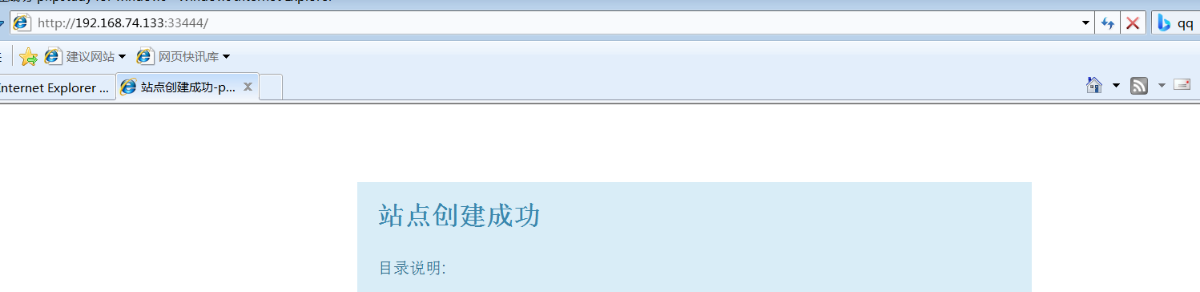 http://192.168.74.133:33444/
qq
建议网站
网页快讯库
nternet Explorer ...
站点创建成功-p...
站点创建成功
目录说明: